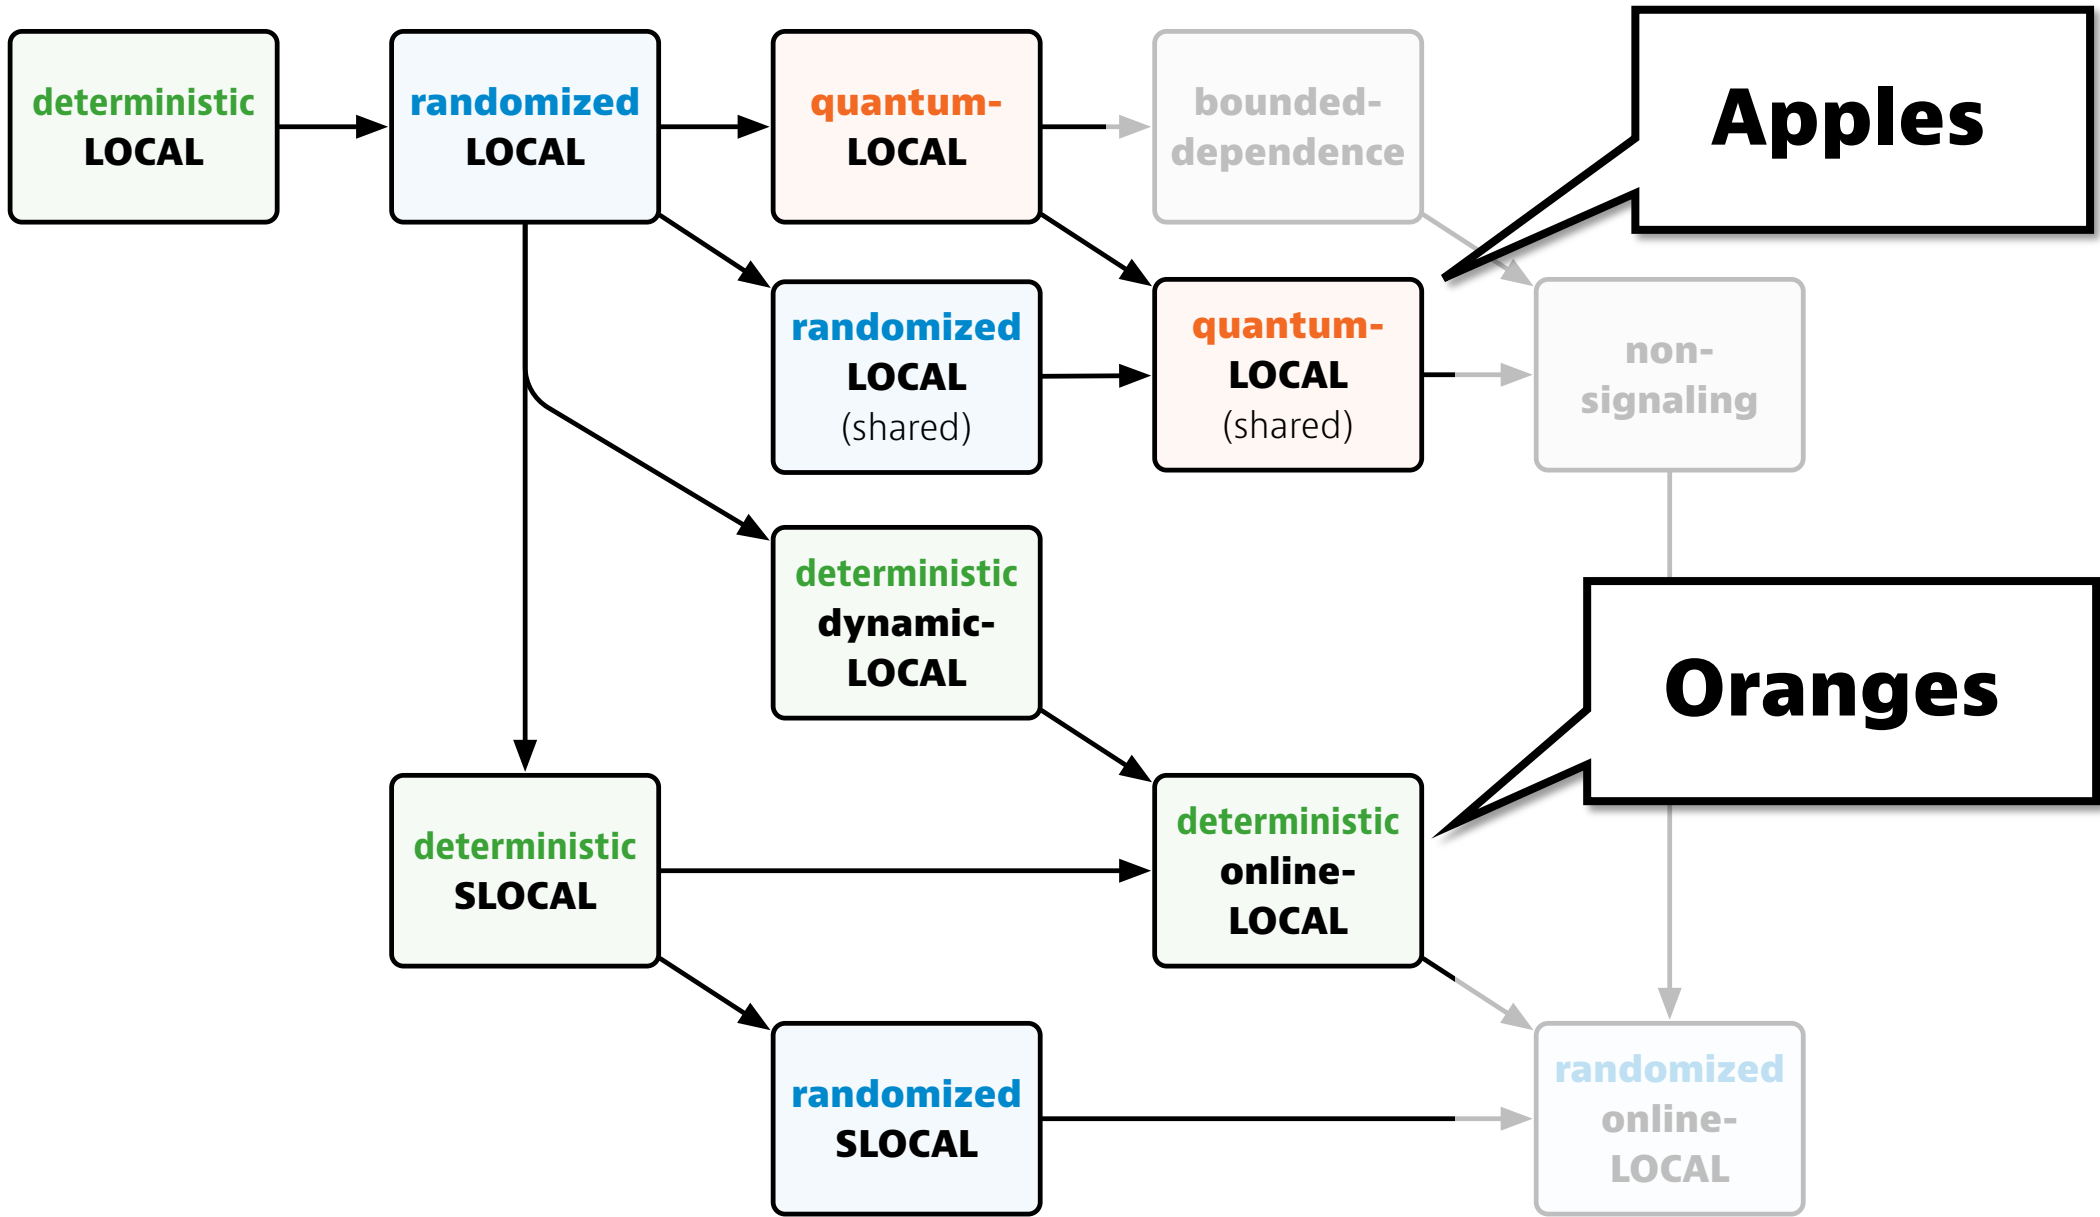 deterministic
LOCAL
randomized
LOCAL
quantum-
LOCAL
bounded-
dependence
Apples
randomized
LOCAL
(shared)
quantum-
LOCAL
(shared)
non-
signaling
deterministic
dynamic-
LOCAL
Oranges
deterministic
SLOCAL
deterministic
online-
LOCAL
randomized
SLOCAL
randomized
online-
LOCAL